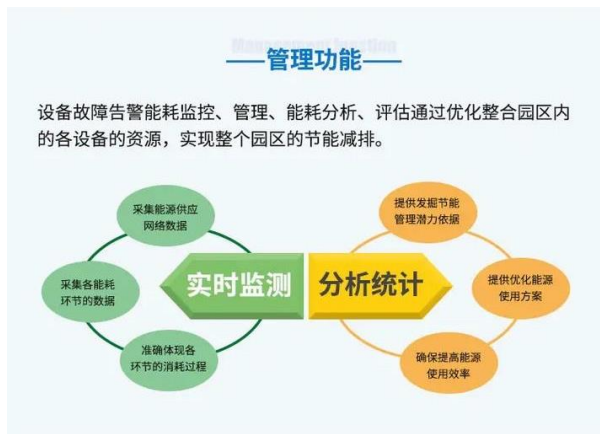 Management function
管理功能
设备故障告警能耗监控、管理、能耗分析、评估通过优化整合园区内
的各设备的资源，实现整个园区的节能减排。
采集能源供应
网络数据
采集各能耗
环节的数据
准确体现各
环节的消耗过程
实时监测
分析统计
提供发掘节能
管理潜力依据
提供优化能源
使用方案
确保提高能源
使用效率